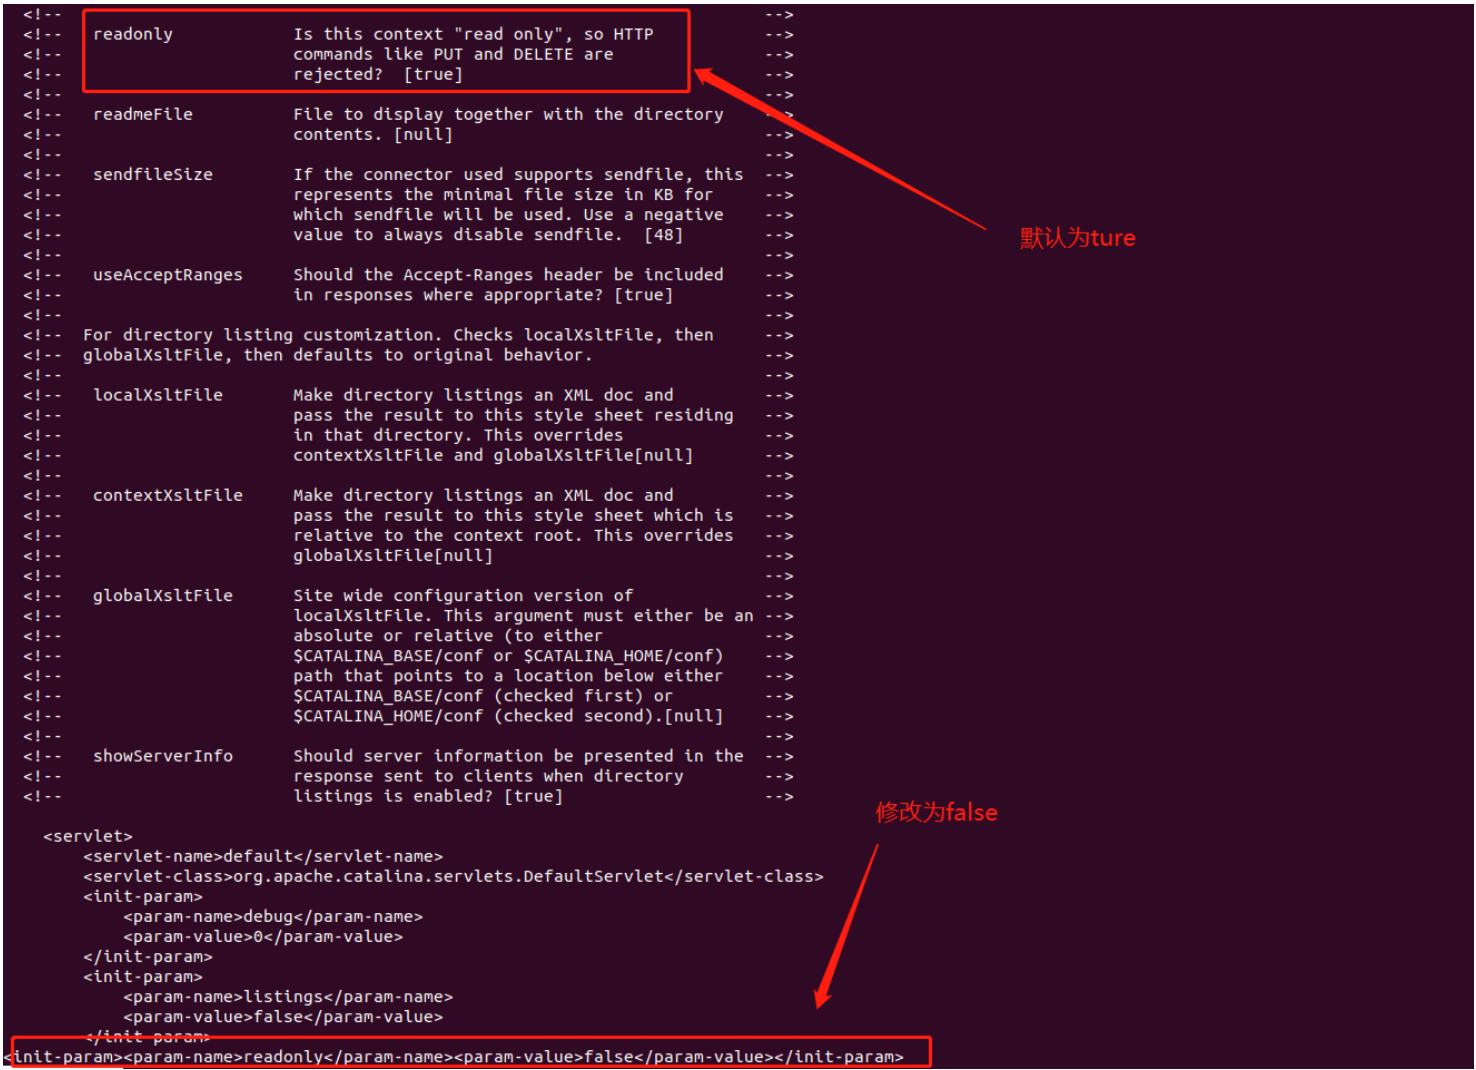 <!--                                                                       -->
<!--   readonly            Is this context "read only", so HTTP           -->
<!--                       commands like PUT and DELETE are               -->
<!--                       rejected?  [true]                              -->
<!--                                                                       -->
<!--   readmeFile          File to display together with the directory    -->
<!--                       contents. [null]                               -->
<!--                                                                       -->
<!--   sendfileSize        If the connector used supports sendfile, this  -->
<!--                       represents the minimal file size in KB for     -->
<!--                       which sendfile will be used. Use a negative    -->
<!--                       value to always disable sendfile.  [48]        -->
默认为ture
<!--                                                                       -->
<!--   useAcceptRanges     Should the Accept-Ranges header be included    -->
<!--                       in responses where appropriate? [true]         -->
<!--                                                                       -->
<!--  For directory listing customization. Checks localXsltFile, then     -->
<!--  globalXsltFile, then defaults to original behavior.                 -->
<!--                                                                       -->
<!--   localXsltFile       Make directory listings an XML doc and         -->
<!--                       pass the result to this style sheet residing   -->
<!--                       in that directory. This overrides              -->
<!--                       contextXsltFile and globalXsltFile[null]       -->
<!--                                                                       -->
<!--   contextXsltFile     Make directory listings an XML doc and         -->
<!--                       pass the result to this style sheet which is   -->
<!--                       relative to the context root. This overrides   -->
<!--                       globalXsltFile[null]                           -->
<!--                                                                       -->
<!--   globalXsltFile      Site wide configuration version of             -->
<!--                       localXsltFile. This argument must either be an -->
<!--                       absolute or relative (to either                -->
<!--                       $CATALINA_BASE/conf or $CATALINA_HOME/conf)    -->
<!--                       path that points to a location below either    -->
<!--                       $CATALINA_BASE/conf (checked first) or         -->
<!--                       $CATALINA_HOME/conf (checked second).[null]    -->
<!--                                                                       -->
<!--   showServerInfo      Should server information be presented in the  -->
<!--                       response sent to clients when directory        -->
<!--                       listings is enabled? [true]                    -->
修改为false
<servlet>
<servlet-name>default</servlet-name>
<servlet-class>org.apache.catalina.servlets.DefaultServlet</servlet-class>
<init-param>
<param-name>debug</param-name>
<param-value>0</param-value>
</init-param>
<init-param>
<param-name>listings</param-name>
<param-value>false</param-value>
</init-param>
<init-param><param-name>readonly</param-name><param-value>false</param-value></init-param>